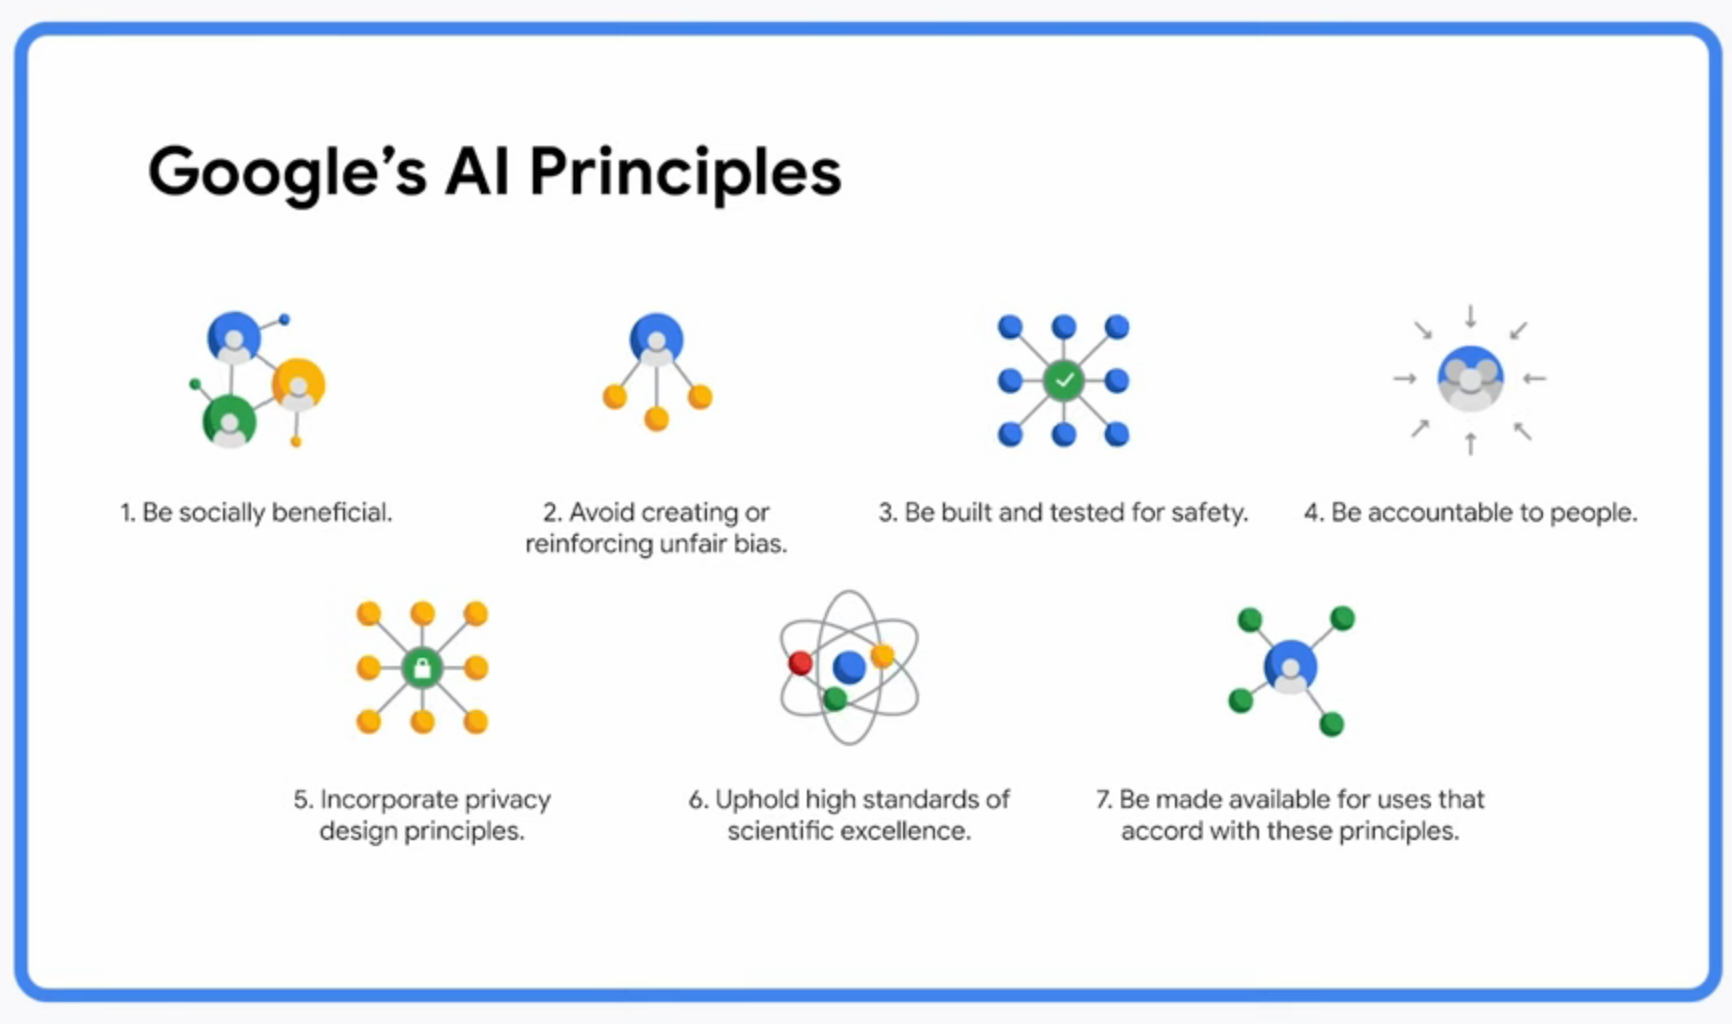 Google’s AI Principles
1. Be socially beneficial.
2. Avoid creating or
reinforcing unfair bias.
3. Be built and tested for safety.
4. Be accountable to people.
5. Incorporate privacy
design principles.
6. Uphold high standards of
scientific excellence.
7. Be made available for uses that
accord with these principles.